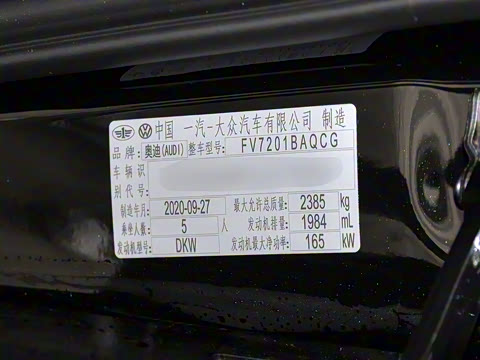 中国 一汽-大众汽车有限公司 制造
品牌: 奥迪(AUDI) 整车型号: FV7201BAQCG
车辆识
别代号:
制造年月: 2020-09-27 最大允许总质量: 2385 kg
乘坐人数: 5 人 发动机排量: 1984 mL
发动机型号: DKW 发动机最大净功率: 165 kW